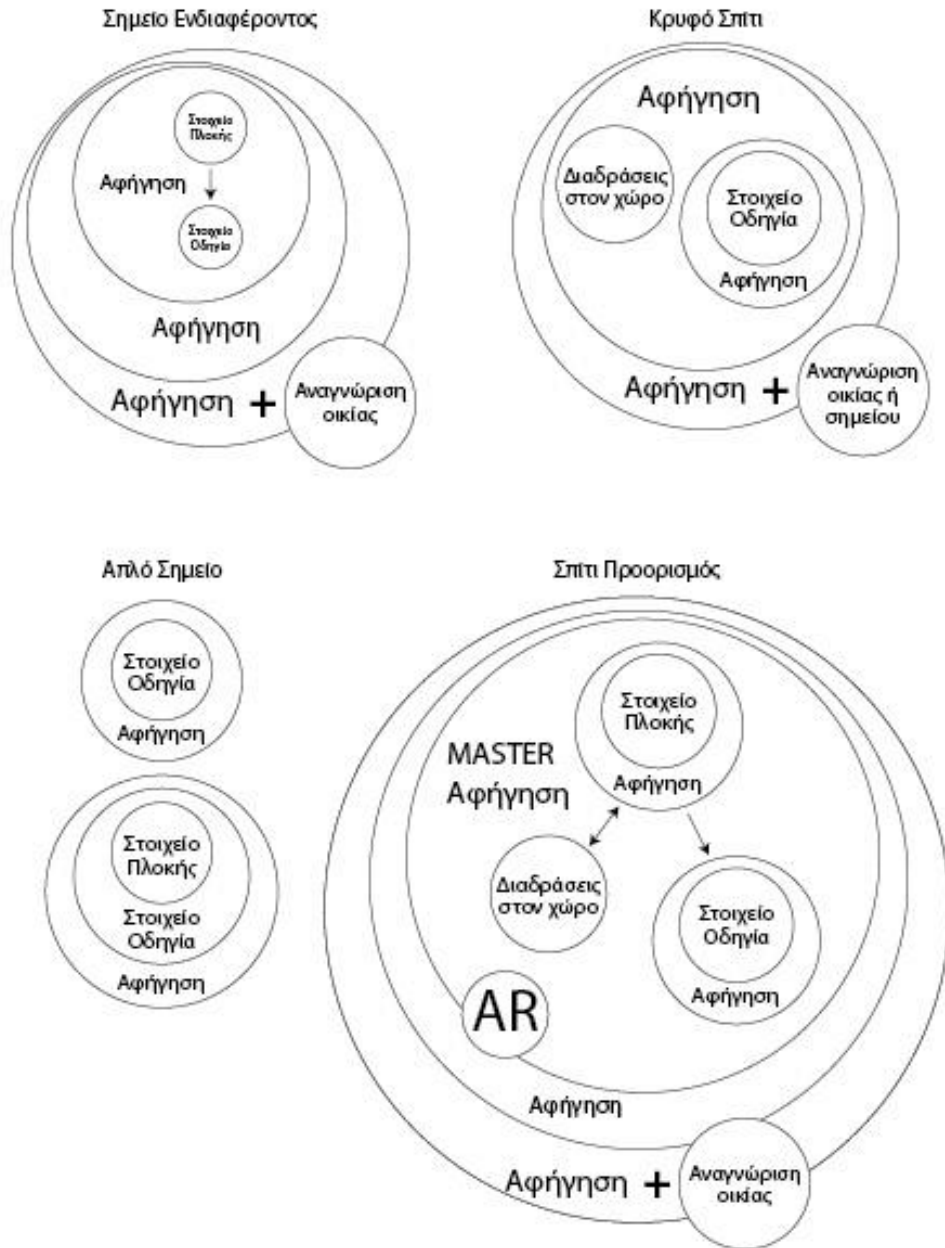 Σημείο Ενδιαφέροντος
Στοιχείο
Πλοκής
Αφήγηση
Στοιχείο
Οδηγία
Αφήγηση
Αφήγηση +
Αναγνώριση
οικίας
Κρυφό Σπίτι
Αφήγηση
Διαδράσεις
στον χώρο
Στοιχείο
Οδηγία
Αφήγηση
Αφήγηση +
Αναγνώριση
οικίας ή
σημείου
Απλό Σημείο
Στοιχείο
Οδηγία
Αφήγηση
Στοιχείο
Πλοκής
Στοιχείο
Οδηγία
Αφήγηση
Σπίτι Προορισμός
Στοιχείο
Πλοκής
Αφήγηση
MASTER
Αφήγηση
Διαδράσεις
στον χώρο
Στοιχείο
Οδηγία
Αφήγηση
AR
Αφήγηση
Αφήγηση +
Αναγνώριση
οικίας